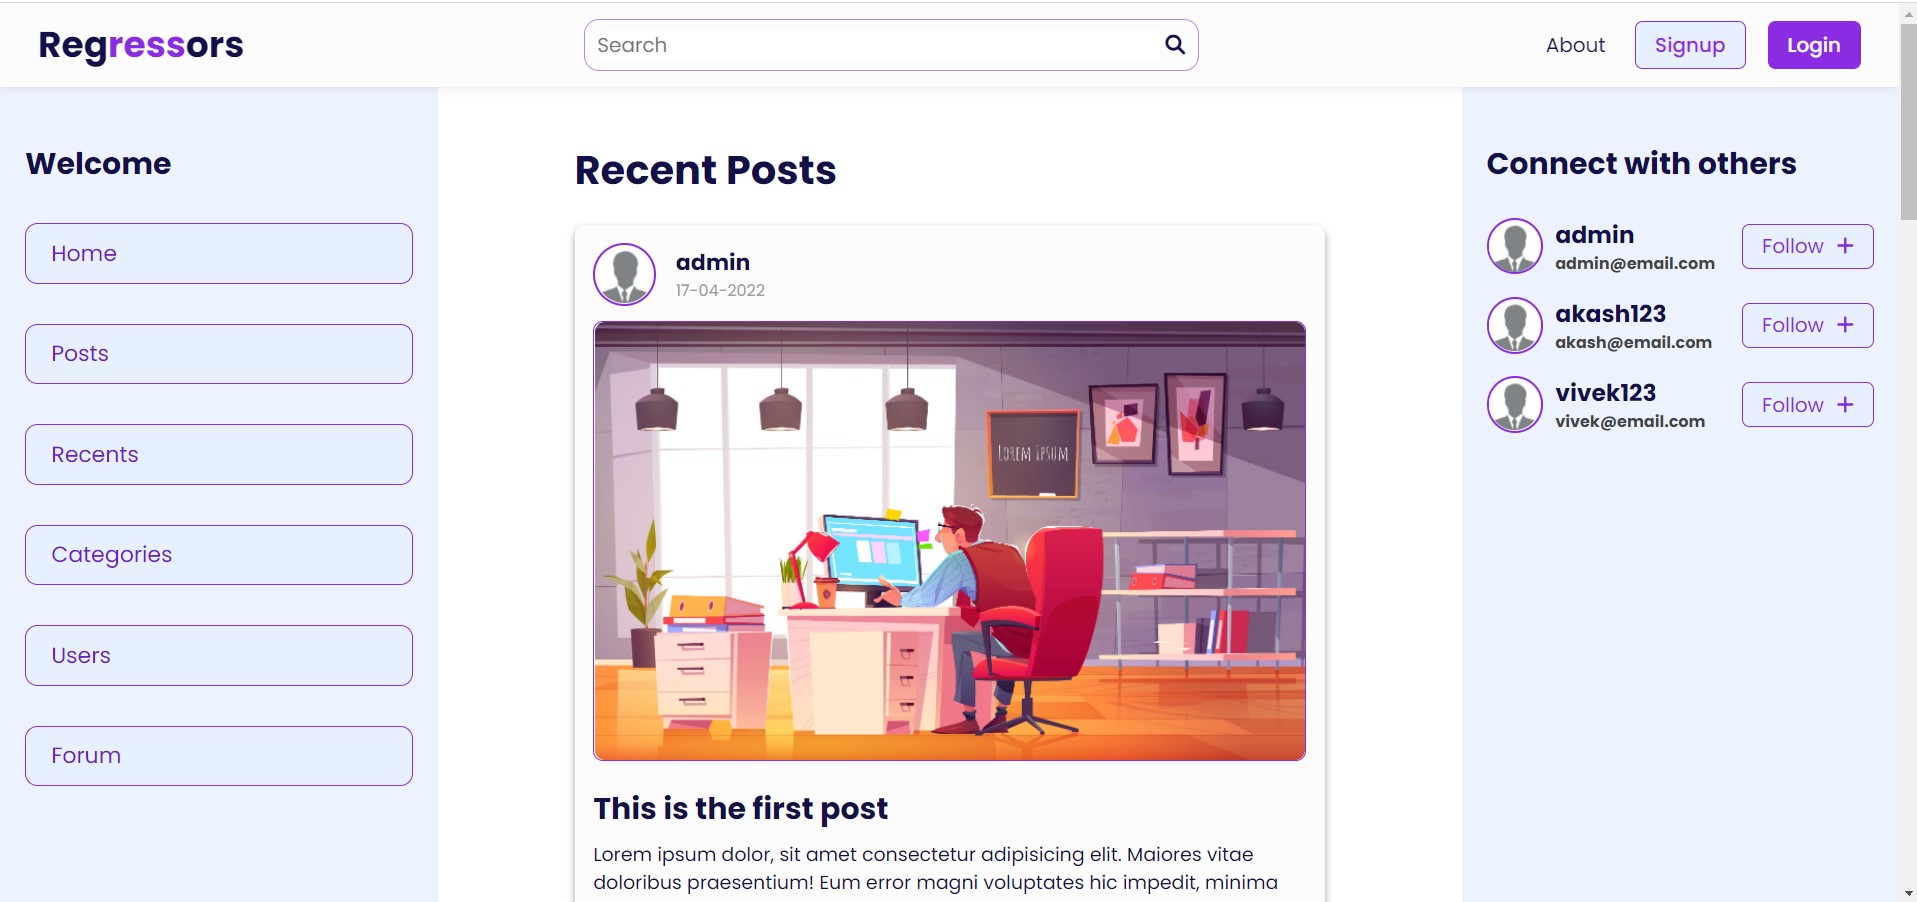 Regressors
Search
About
Signup
Login
Welcome
Home
Posts
Recents
Categories
Users
Forum
Recent Posts
admin
17-04-2022
LOREM IPSUM
This is the first post
Lorem ipsum dolor, sit amet consectetur adipisicing elit. Maiores vitae
doloribus praesentium! Eum error magni voluptates hic impedit, minima
Connect with others
admin
admin@email.com
Follow +
akash123
akash@email.com
Follow +
vivek123
vivek@email.com
Follow +